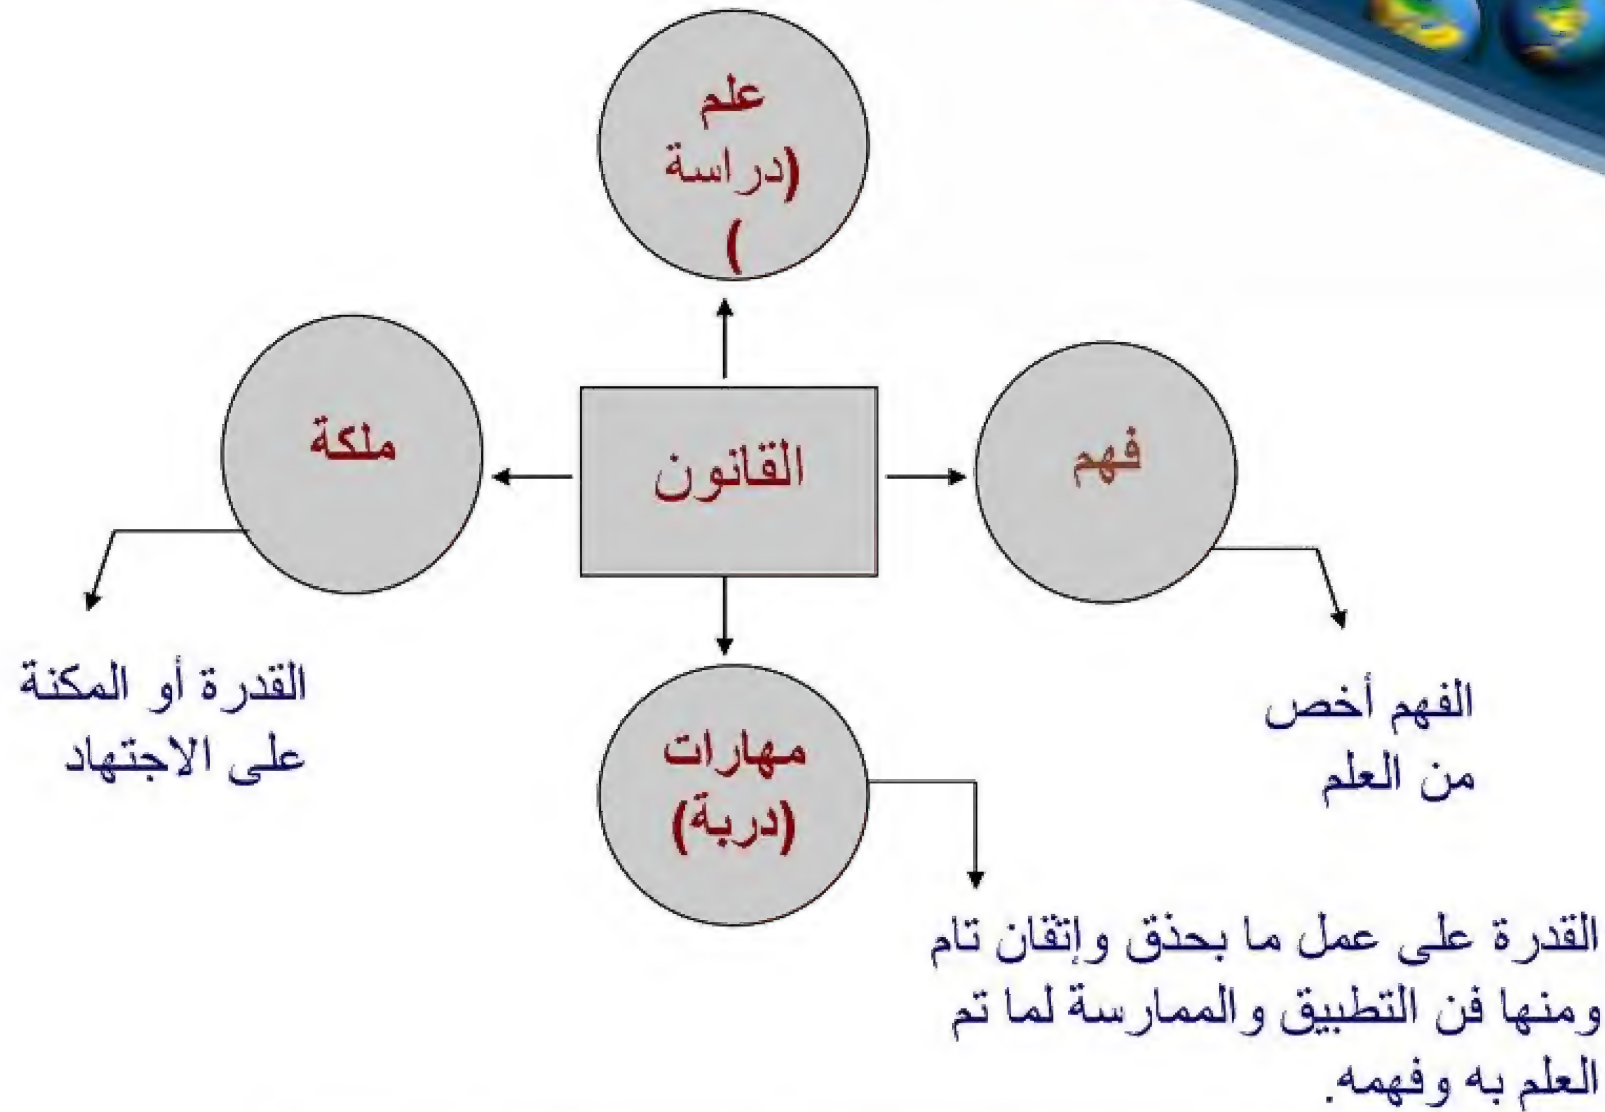 علم
(دراسة
)
ملكة
القانون
فهم
القدرة أو المكنة
على الاجتهاد
مهارات
(دربة)
الفهم أخص
من العلم
القدرة على عمل ما بحذق وإتقان تام
ومنها فن التطبيق والممارسة لما تم
العلم به وفهمه.